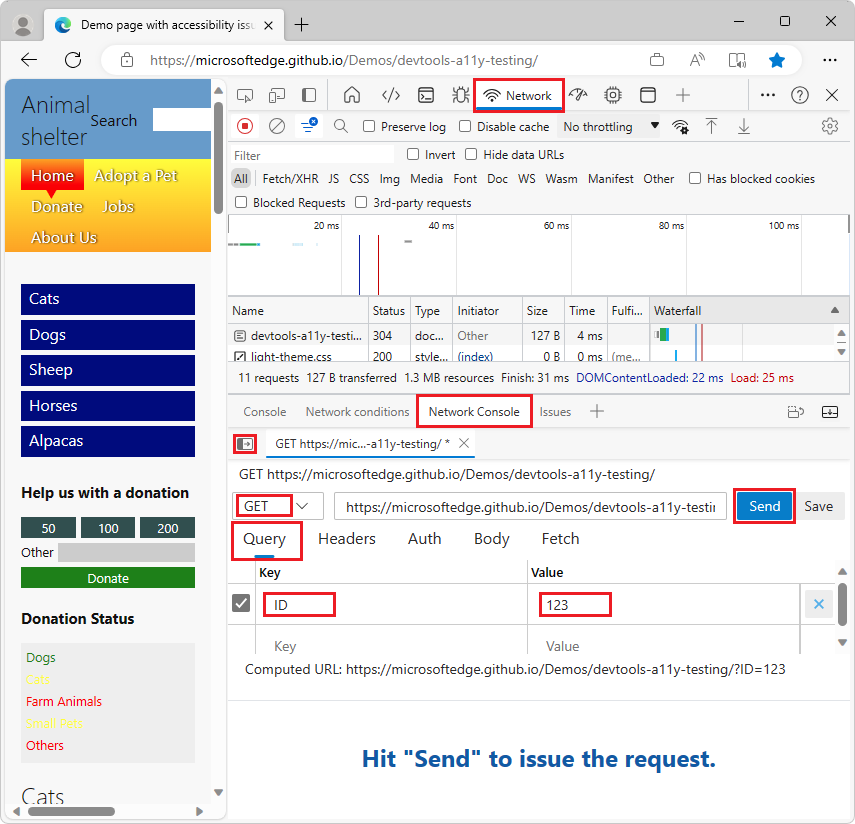 Demo page with accessibility issu
https://microsoftedge.github.io/Demos/devtools-a11y-testing/
Animal
shelter
Search
Home
Adopt a Pet
Donate
Jobs
About Us
Cats
Dogs
Sheep
Horses
Alpacas
Help us with a donation
50
100
200
Other
Donate
Donation Status
Dogs
Cats
Farm Animals
Small Pets
Others
Cats
Network
Preserve log
Disable cache
No throttling
Filter
Invert
Hide data URLs
All
Fetch/XHR
JS
CSS
Img
Media
Font
Doc
WS
Wasm
Manifest
Other
Has blocked cookies
Blocked Requests
3rd-party requests
20 ms
40 ms
60 ms
80 ms
100 ms
Name
Status
Type
Initiator
Size
Time
Fulfi...
Waterfall
devtools-a11y-testi...
304
doc...
Other
127 B
4 ms
light-theme.css
200
style...
(index)
0 B
0 ms
(me...
11 requests
127 B transferred
1.3 MB resources
Finish: 31 ms
DOMContentLoaded: 22 ms
Load: 25 ms
Console
Network conditions
Network Console
Issues
GET https://mic...-a11y-testing/ *
GET https://microsoftedge.github.io/Demos/devtools-a11y-testing/
GET
https://microsoftedge.github.io/Demos/devtools-a11y-testin
Send
Save
Query
Headers
Auth
Body
Fetch
Key
Value
ID
123
Key
Value
Computed URL: https://microsoftedge.github.io/Demos/devtools-a11y-testing/?ID=123
Hit "Send" to issue the request.